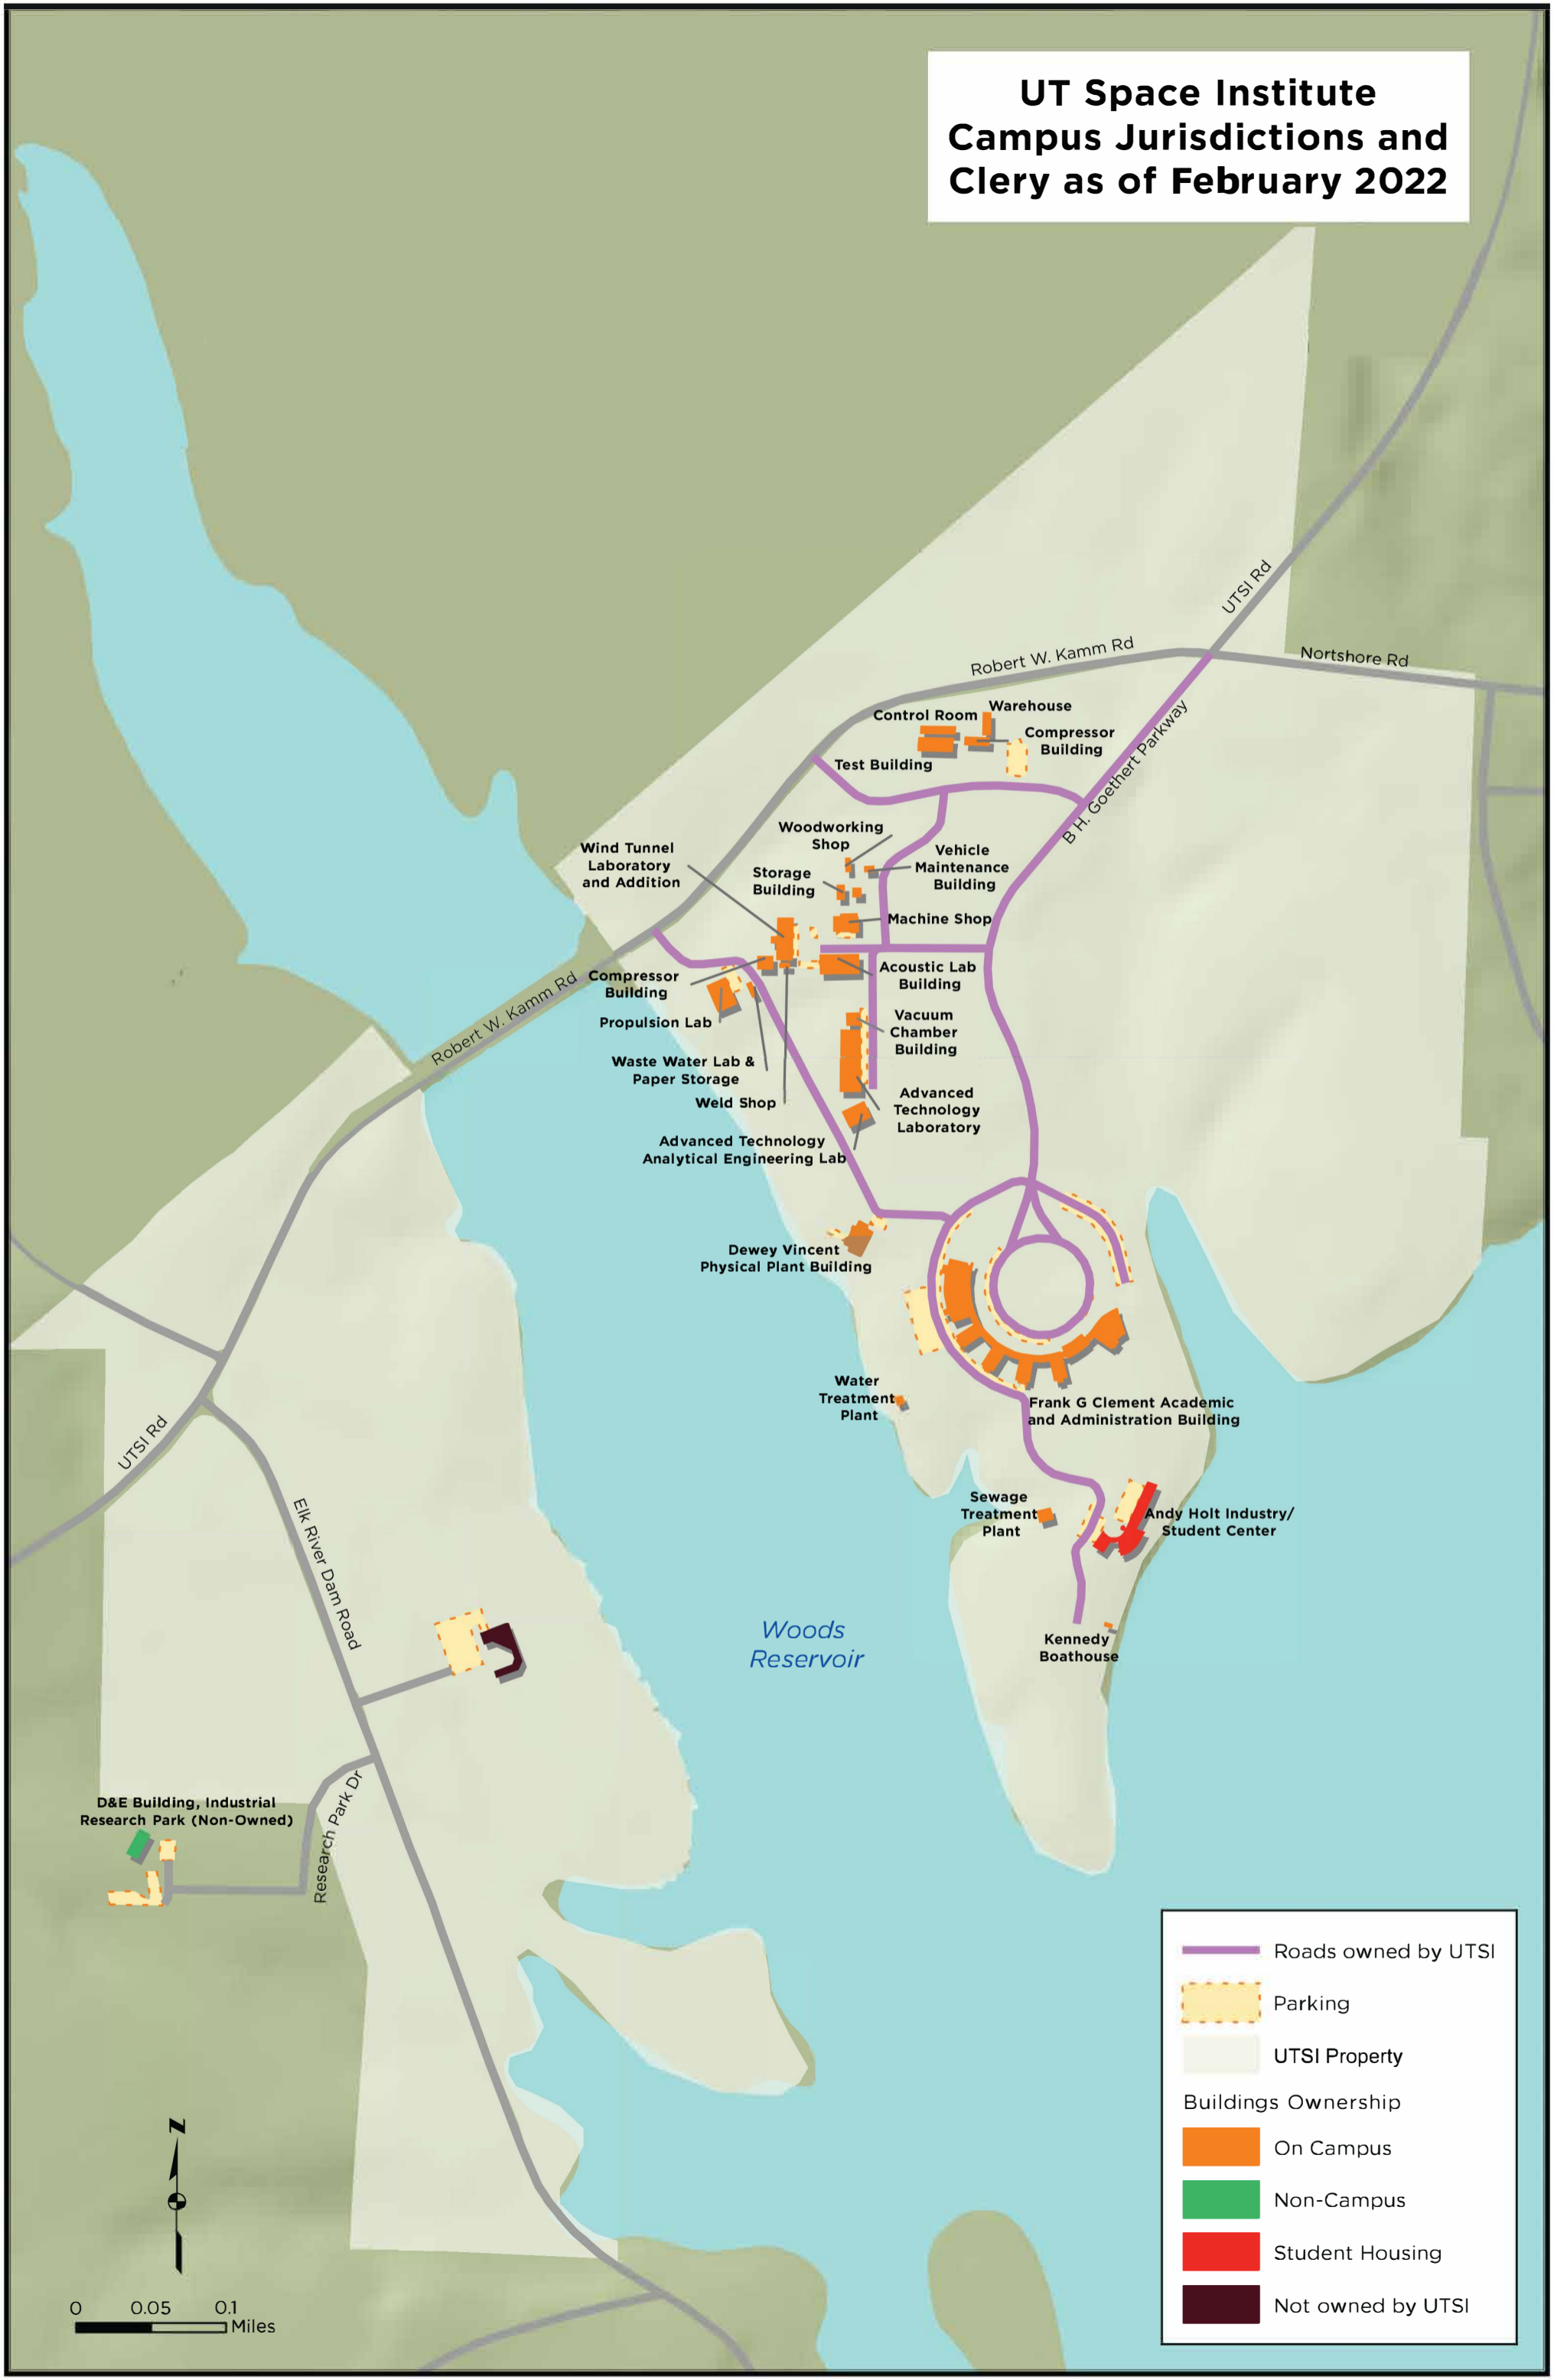 UT Space Institute
Campus Jurisdictions and
Clery as of February 2022
UTSI Rd
Robert W. Kamm Rd
Nortshore Rd
B H. Goethert Parkway
Warehouse
Control Room
Compressor
Building
Test Building
Woodworking
Shop
Vehicle
Maintenance
Building
Wind Tunnel
Laboratory
and Addition
Storage
Building
Machine Shop
Acoustic Lab
Building
Compressor
Building
Robert W. Kamm Rd
Propulsion Lab
Vacuum
Chamber
Building
Waste Water Lab &
Paper Storage
Weld Shop
Advanced
Technology
Laboratory
Advanced Technology
Analytical Engineering Lab
Dewey Vincent
Physical Plant Building
Water
Treatment
Plant
Frank G Clement Academic
and Administration Building
UTSI Rd
Elk River Dam Road
Sewage
Treatment
Plant
Andy Holt Industry/
Student Center
Woods
Reservoir
Kennedy
Boathouse
D&E Building, Industrial
Research Park (Non-Owned)
Research Park Dr
Roads owned by UTSI
Parking
UTSI Property
Buildings Ownership
On Campus
Non-Campus
Student Housing
Not owned by UTSI
N
0 0.05 0.1
Miles